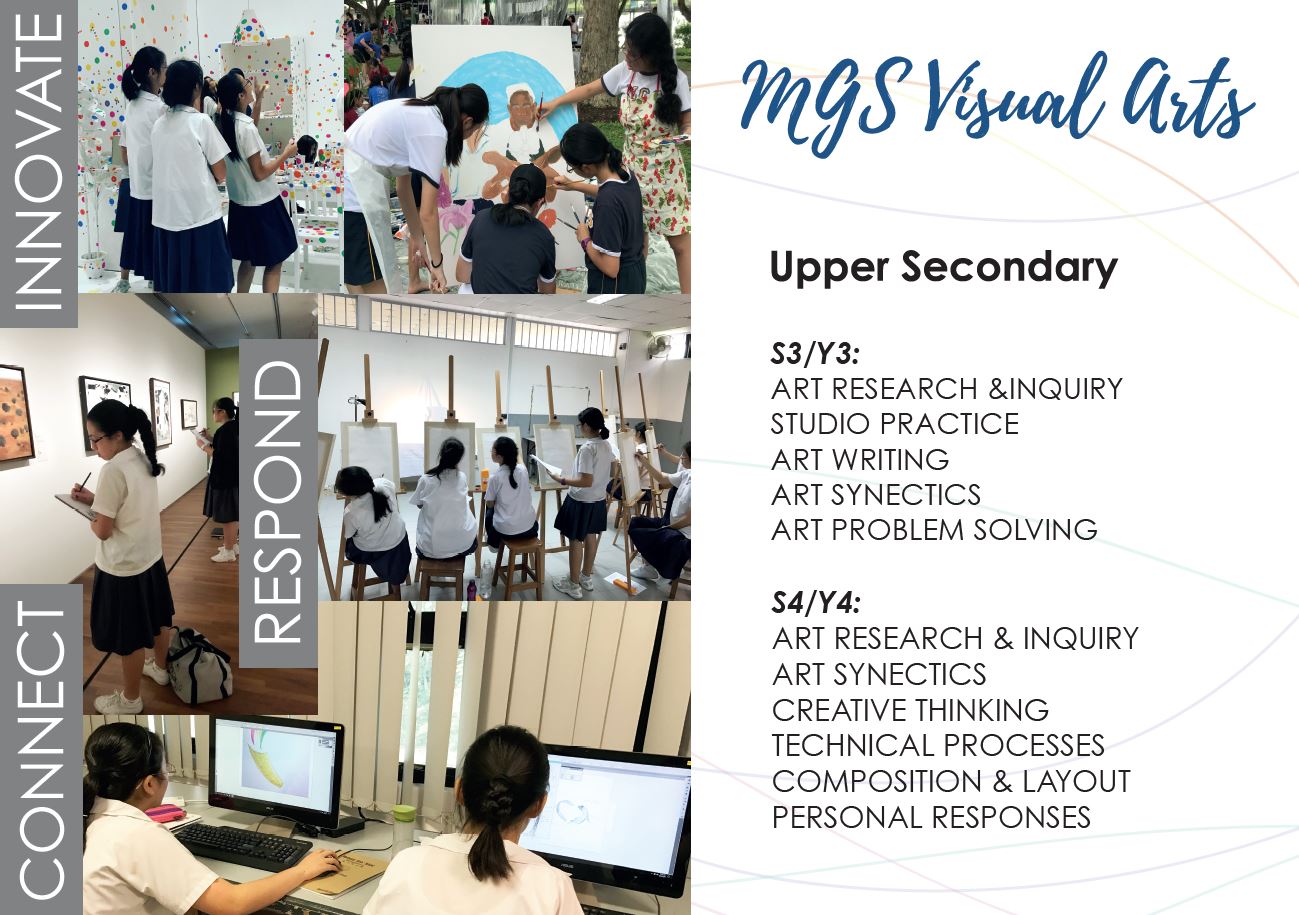 INNOVATE
RESPOND
CONNECT
MGS Visual Arts
Upper Secondary
S3/Y3:
ART RESEARCH &INQUIRY
STUDIO PRACTICE
ART WRITING
ART SYNECTICS
ART PROBLEM SOLVING
S4/Y4:
ART RESEARCH & INQUIRY
ART SYNECTICS
CREATIVE THINKING
TECHNICAL PROCESSES
COMPOSITION & LAYOUT
PERSONAL RESPONSES